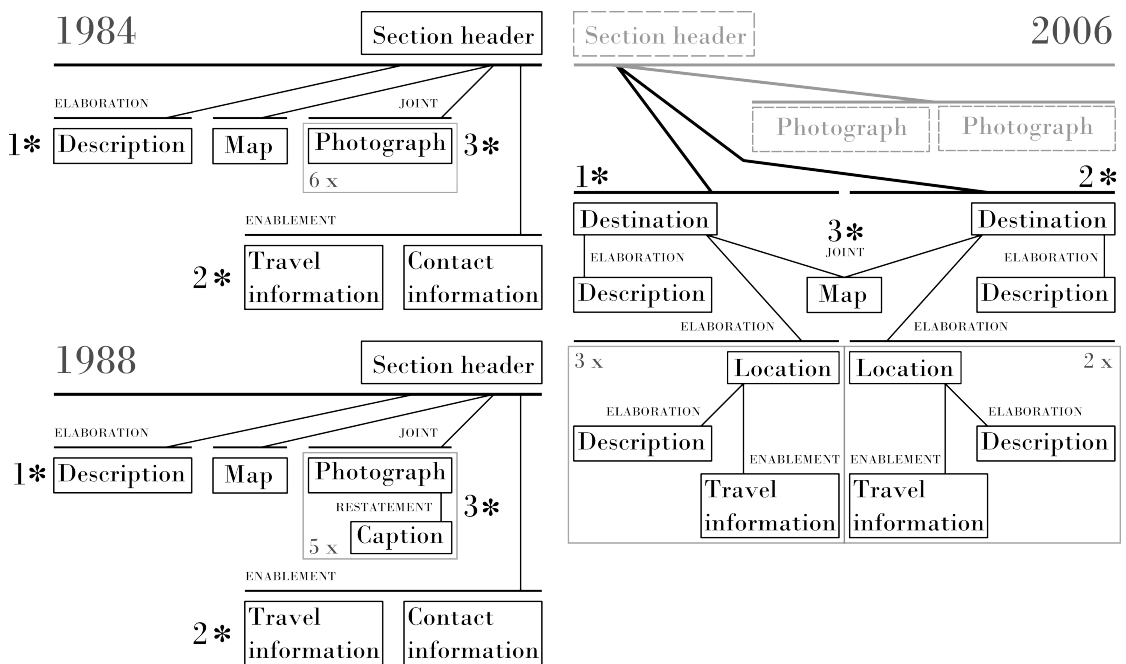 1984
Section header
ELABORATION
JOINT
1*
Description
Map
Photograph
3*
6 x
ENABLEMENT
2*
Travel
information
Contact
information
1988
Section header
ELABORATION
JOINT
1*
Description
Map
Photograph
RESTATEMENT
3*
Caption
5 x
ENABLEMENT
2*
Travel
information
Contact
information
Section header
2006
Photograph
Photograph
1*
2*
Destination
3*
Destination
JOINT
ELABORATION
ELABORATION
Description
Map
Description
ELABORATION
ELABORATION
3 x
Location
Location
2 x
ELABORATION
ELABORATION
Description
Description
ENABLEMENT
ENABLEMENT
Travel
information
Travel
information